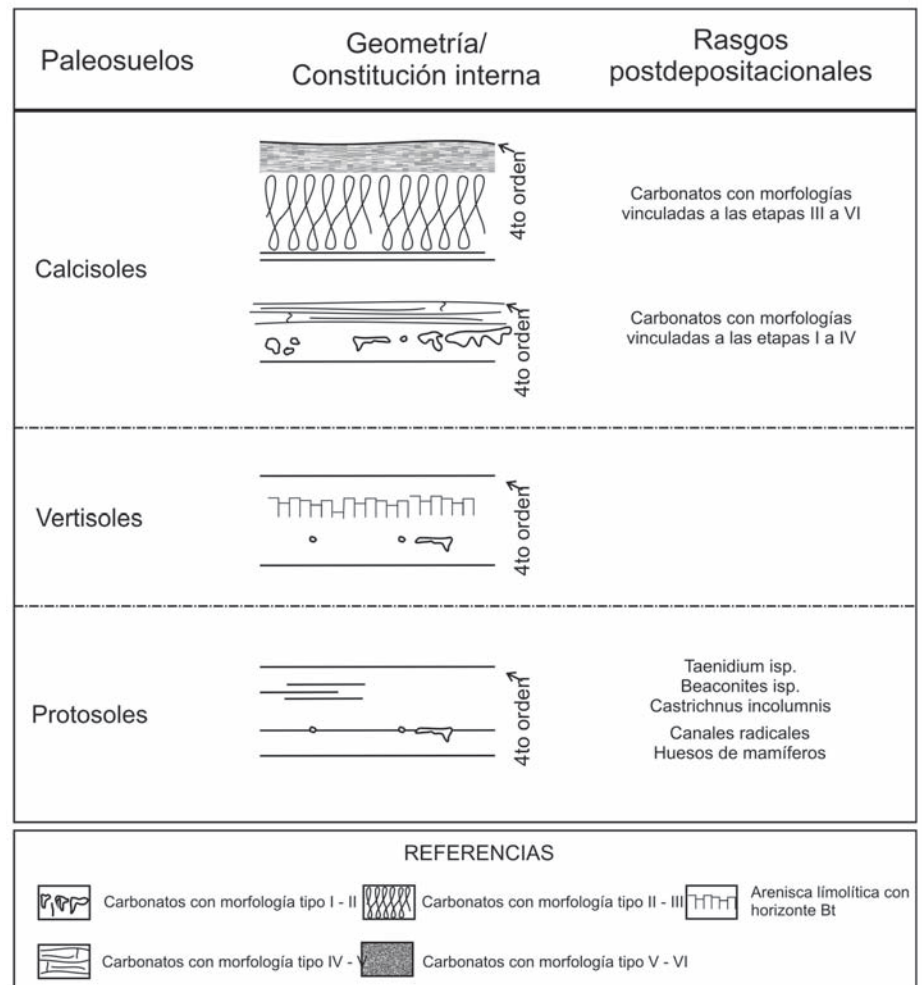 Paleosuelos
Geometría/
Constitución interna
Rasgos
postdepositacionales
Calcisoles
4to orden
Carbonatos con morfologías
vinculadas a las etapas III a VI
4to orden
Carbonatos con morfologías
vinculadas a las etapas I a IV
Vertisoles
4to orden
Protosoles
4to orden
Taenidium isp.
Beaconites isp.
Castrichnus incolumnis
Canales radicales
Huesos de mamíferos
REFERENCIAS
Carbonatos con morfología tipo I - II
Carbonatos con morfología tipo II - III
Arenisca límolítica con
horizonte Bt
Carbonatos con morfología tipo IV - V
Carbonatos con morfología tipo V - VI